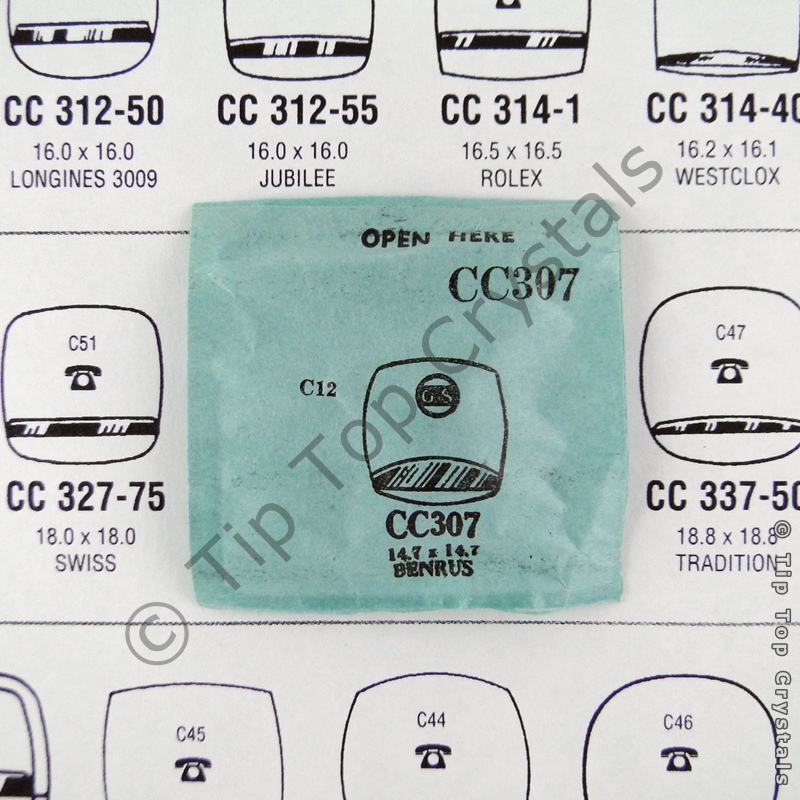 CC 312-50
16.0 x 16.0
LONGINES 3009
CC 312-55
16.0 x 16.0
JUBILEE
CC 314-1
16.5 x 16.5
ROLEX
CC 314-40
16.2 x 16.1
WESTCLOX
OPEN HERE
CC307
C12
GS
CC307
14.7 x 14.7
BENRUS
C51
CC 327-75
18.0 x 18.0
SWISS
C47
CC 337-50
18.8 x 18.8
TRADITION
C45
C44
C46
© Tip Top Crystals
© Tip Top Crystals